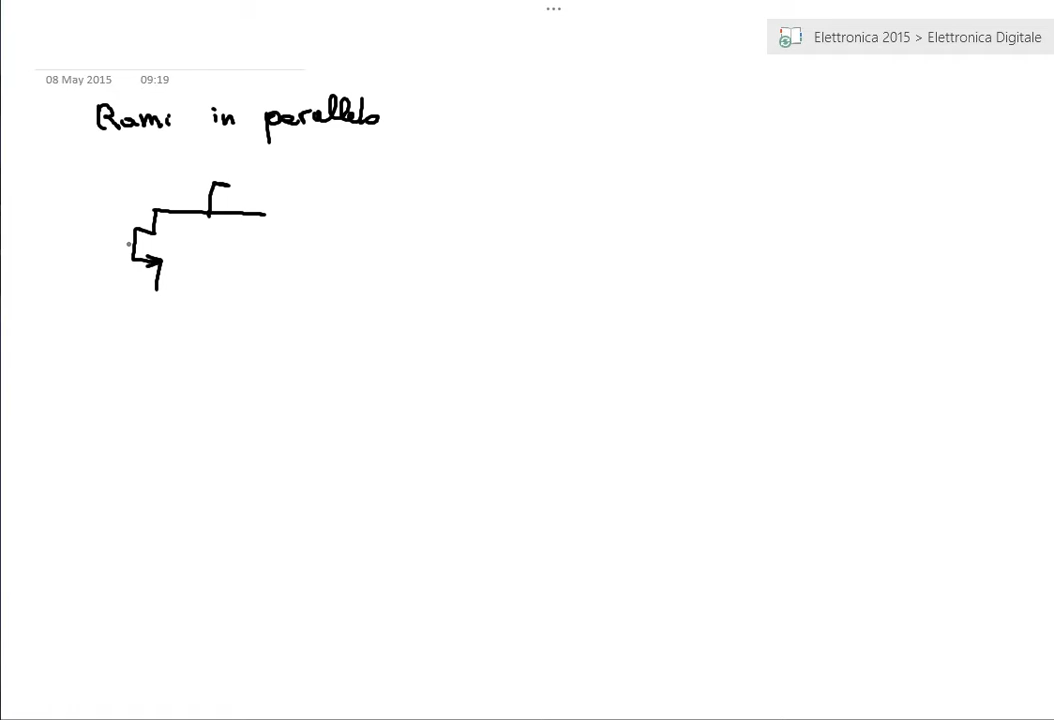 Elettronica 2015 > Elettronica Digitale
08 May 2015 09:19
Rami in parallelo